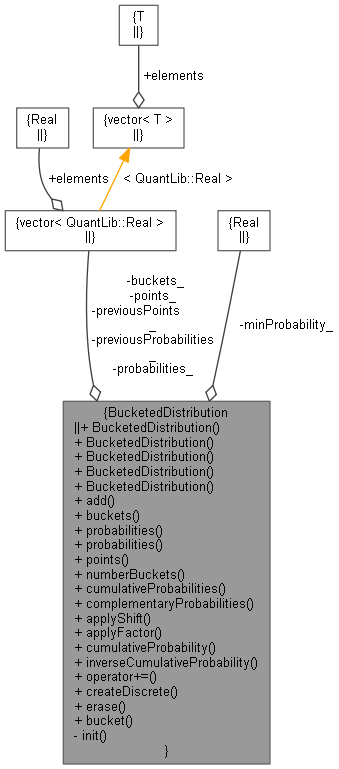 {T
||}
+elements
{Real
||}
{vector< T >
||}
+elements
< QuantLib::Real >
{vector< QuantLib::Real >
||}
{Real
||}
-buckets_
-points_
-previousPoints
_
-previousProbabilities
_
-probabilities_
-minProbability_
{BucketedDistribution
||+ BucketedDistribution()
+ BucketedDistribution()
+ BucketedDistribution()
+ BucketedDistribution()
+ BucketedDistribution()
+ add()
+ buckets()
+ probabilities()
+ probabilities()
+ points()
+ numberBuckets()
+ cumulativeProbabilities()
+ complementaryProbabilities()
+ applyShift()
+ applyFactor()
+ cumulativeProbability()
+ inverseCumulativeProbability()
+ operator+=()
+ createDiscrete()
+ erase()
+ bucket()
- init()
}